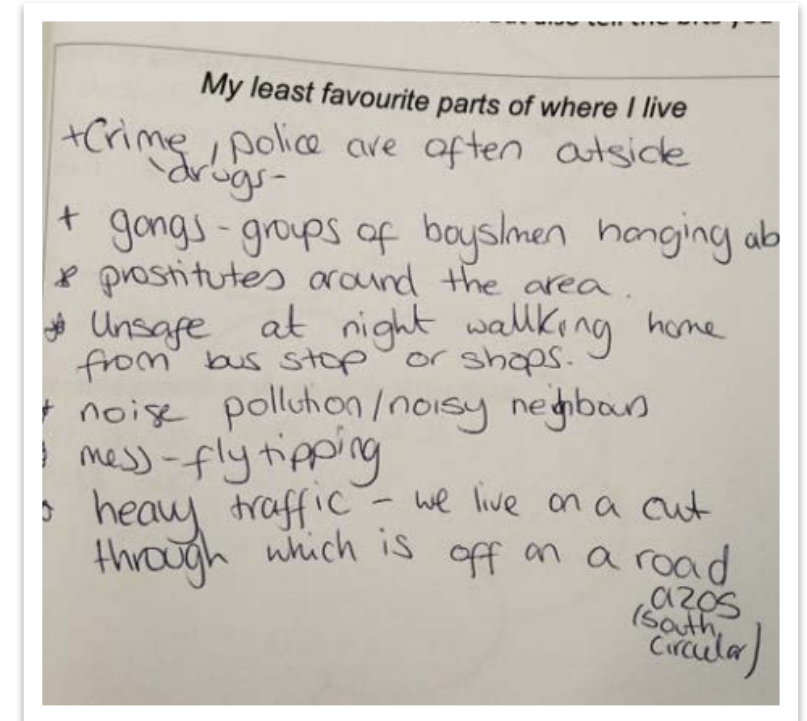 My least favourite parts of where I live
+Crime, police are often outside
drugs-
+ gangs - groups of boys/men hanging ab
* prostitutes around the area.
* Unsafe at night wallking home
from bus stop or shops.
+ noise pollution/noisy neighbours
mess - fly tipping
heavy traffic - we live on a cut
through which is off an a road
a205
(south
circular)